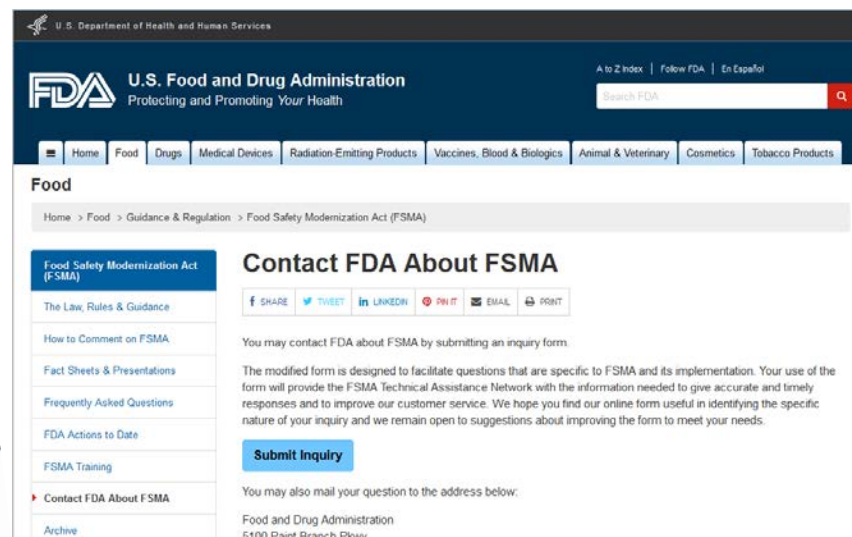 U.S. Department of Health and Human Services
A to Z Index | Follow FDA | En Español
FDA
U.S. Food and Drug Administration
Protecting and Promoting Your Health
Search FDA
Home
Food
Drugs
Medical Devices
Radiation-Emitting Products
Vaccines, Blood & Biologics
Animal & Veterinary
Cosmetics
Tobacco Products
Food
Home > Food > Guidance & Regulation > Food Safety Modernization Act (FSMA)
Food Safety Modernization Act
(FSMA)
The Law, Rules & Guidance
How to Comment on FSMA
Fact Sheets & Presentations
Frequently Asked Questions
FDA Actions to Date
FSMA Training
Contact FDA About FSMA
Archive
Contact FDA About FSMA
SHARE
TWEET
LINKEDIN
PIN IT
EMAIL
PRINT
You may contact FDA about FSMA by submitting an inquiry form.
The modified form is designed to facilitate questions that are specific to FSMA and its implementation. Your use of the
form will provide the FSMA Technical Assistance Network with the information needed to give accurate and timely
responses and to improve our customer service. We hope you find our online form useful in identifying the specific
nature of your inquiry and we remain open to suggestions about improving the form to meet your needs.
Submit Inquiry
You may also mail your question to the address below:
Food and Drug Administration
5100 Paint Branch Pkwy